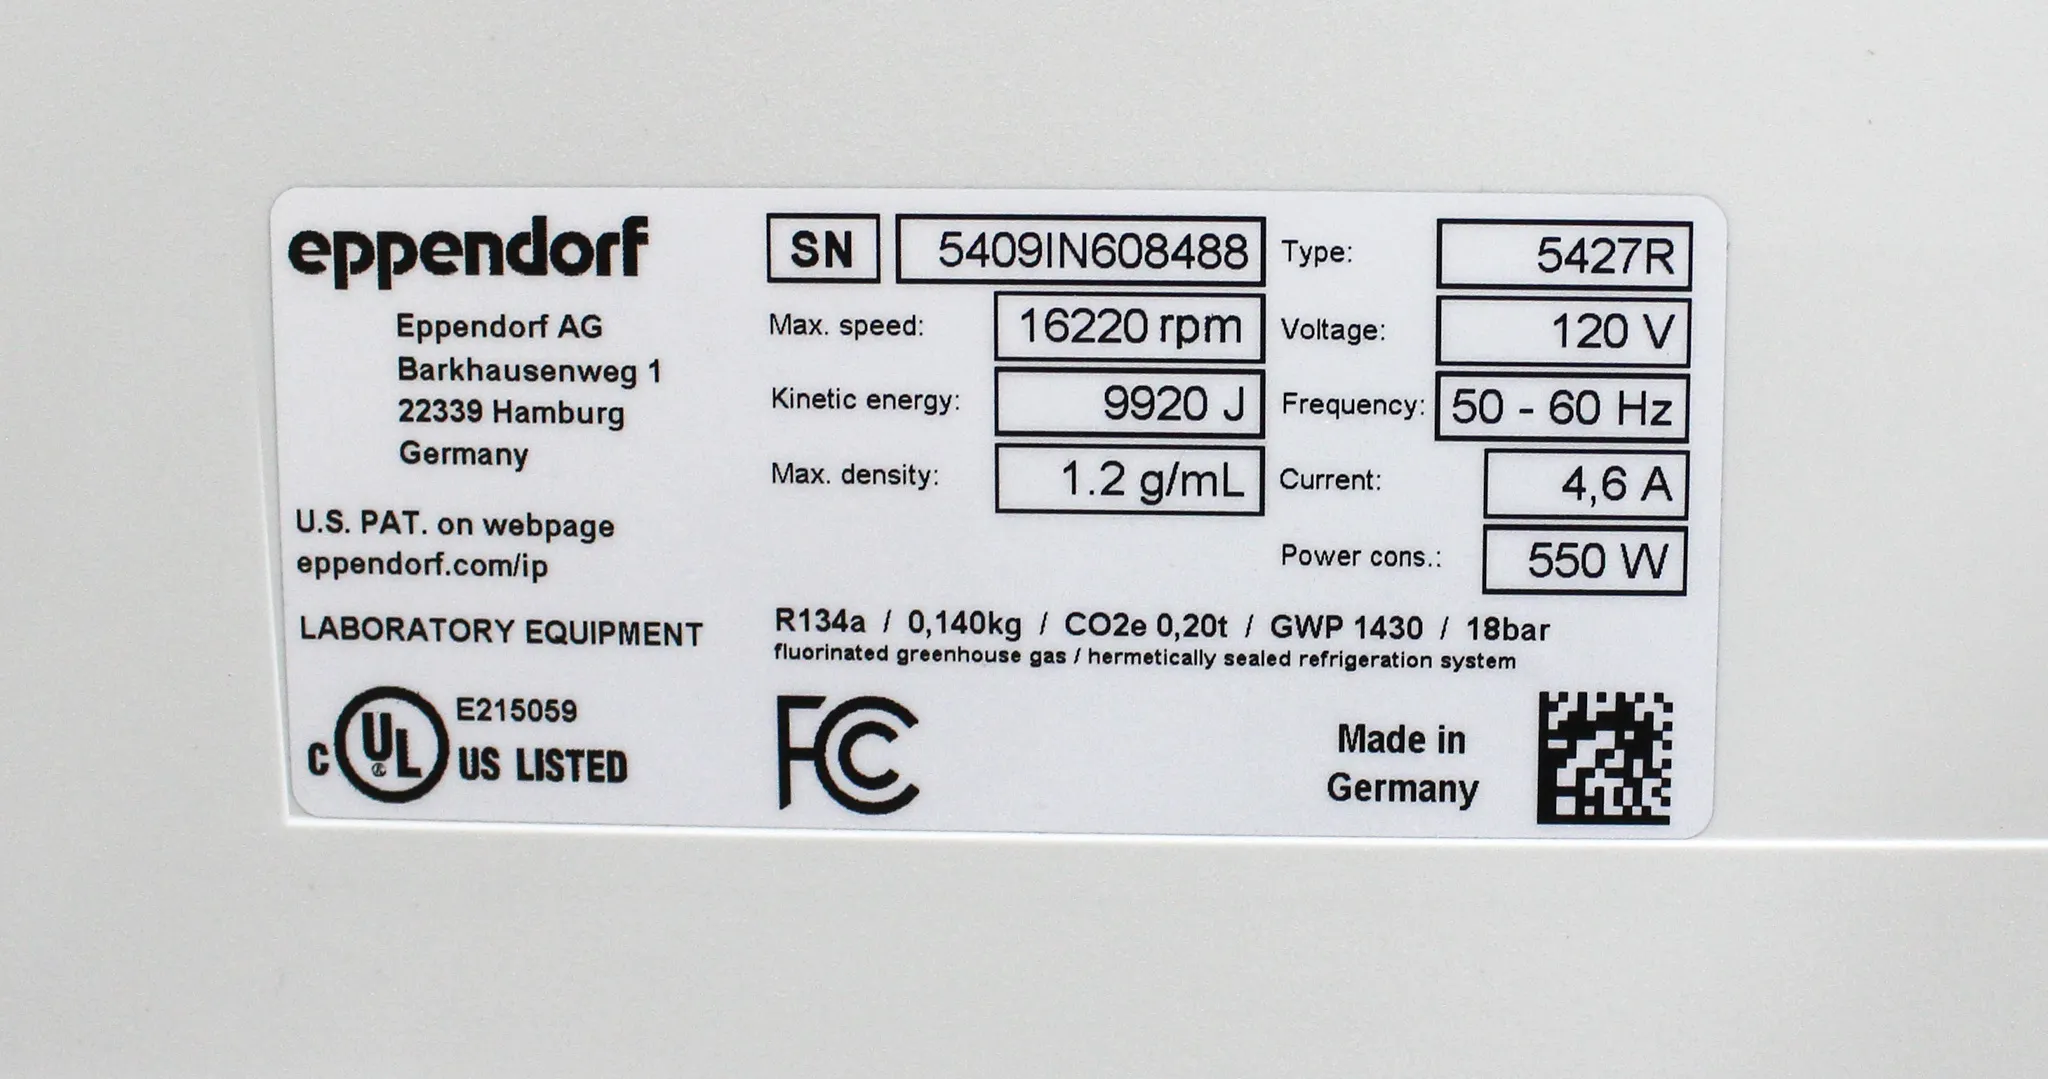 eppendorf
Eppendorf AG
Barkhausenweg 1
22339 Hamburg
Germany
U.S. PAT. on webpage
eppendorf.com/ip
LABORATORY EQUIPMENT
C UL US LISTED
E215059
SN 5409IN608488
Max. speed: 16220 rpm
Kinetic energy: 9920 J
Max. density: 1.2 g/mL
Type: 5427R
Voltage: 120 V
Frequency: 50 - 60 Hz
Current: 4,6 A
Power cons.: 550 W
R134a / 0,140kg / CO2e 0,20t / GWP 1430 / 18bar
fluorinated greenhouse gas / hermetically sealed refrigeration system
FC
Made in
Germany